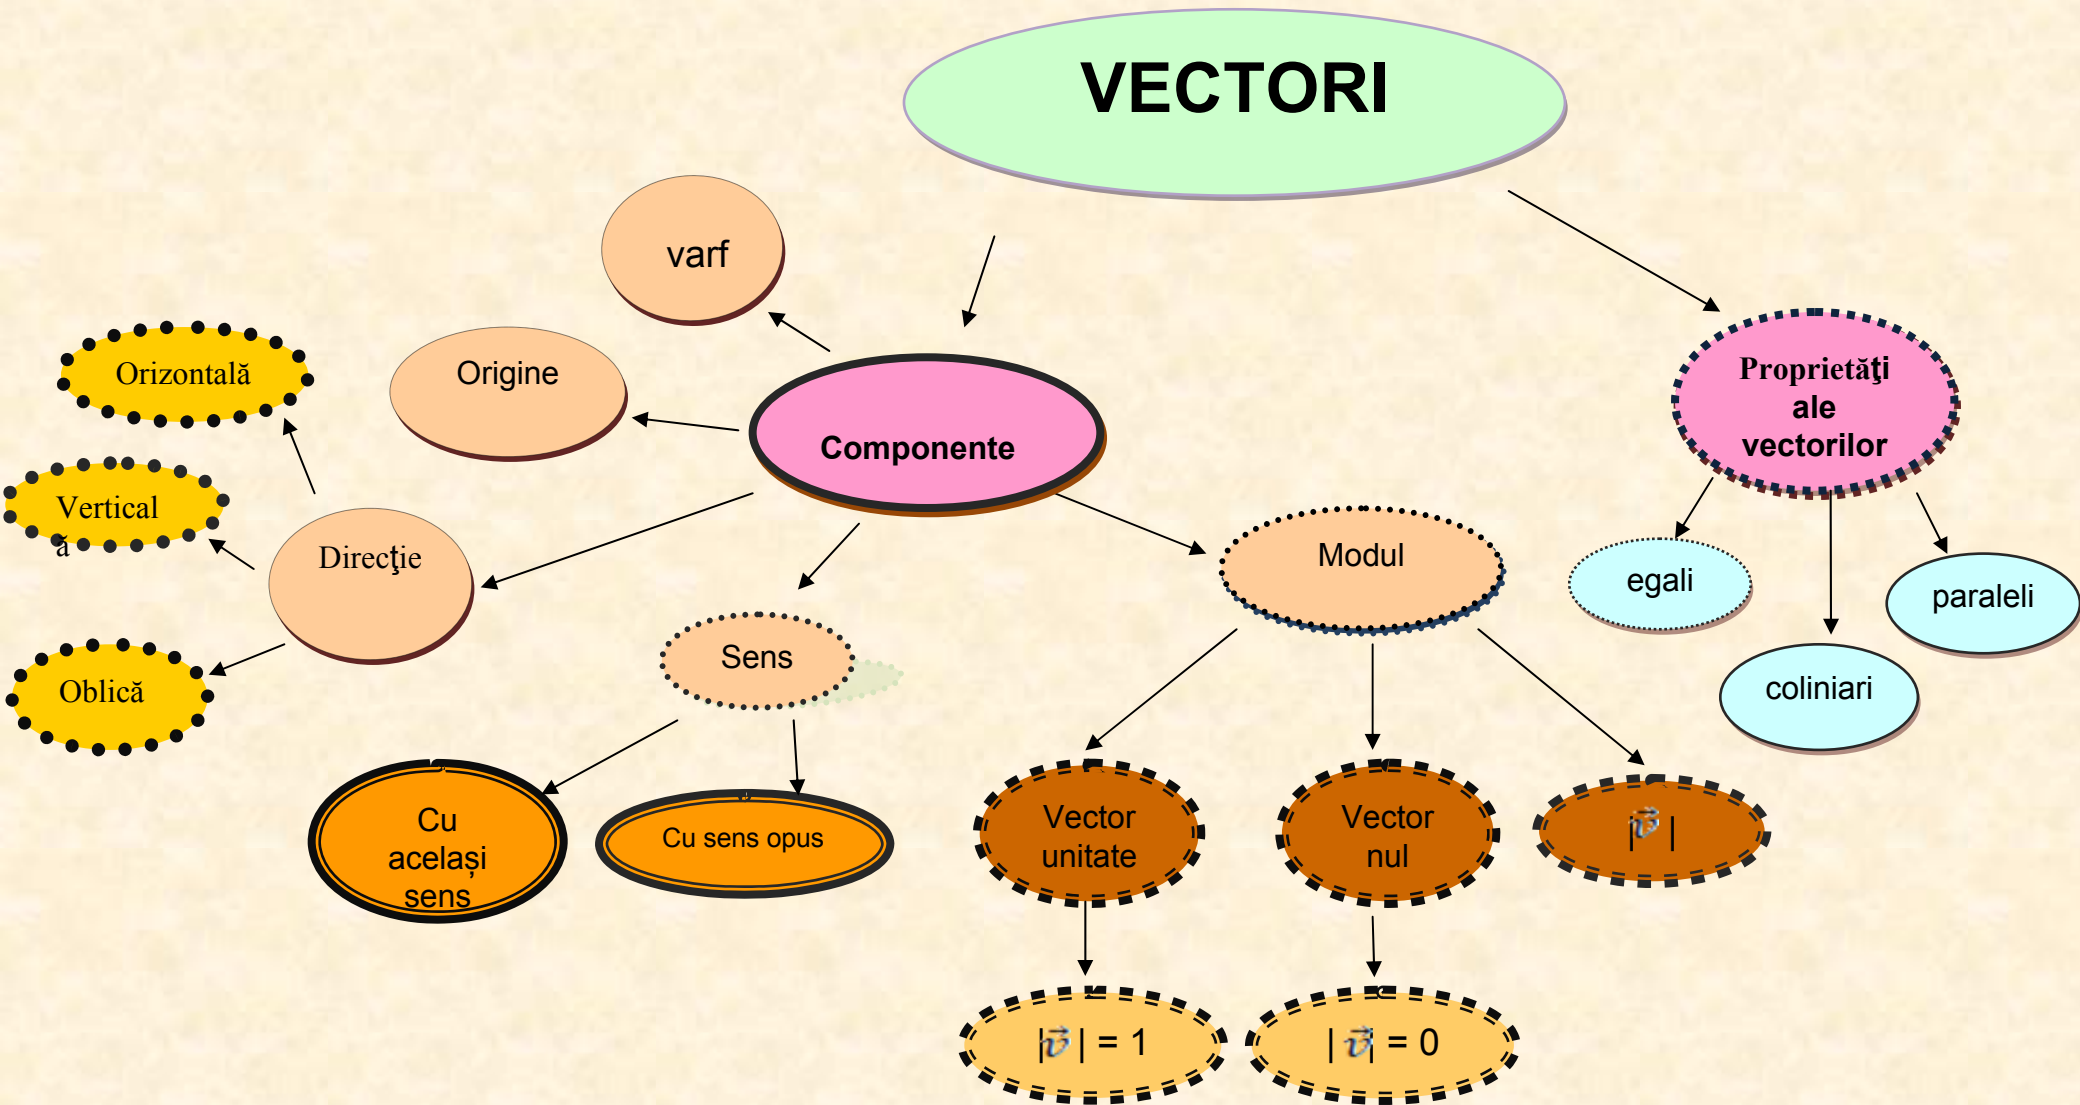 VECTORI
varf
Origine
Componente
Proprietăţi
ale
vectorilor
Orizontală
Vertical
ă
Oblică
Direcţie
Sens
Modul
egali
coliniari
paraleli
Cu
același
sens
Cu sens opus
Vector
unitate
Vector
nul
|v⃗ |
|v⃗ | = 1
| v⃗| = 0